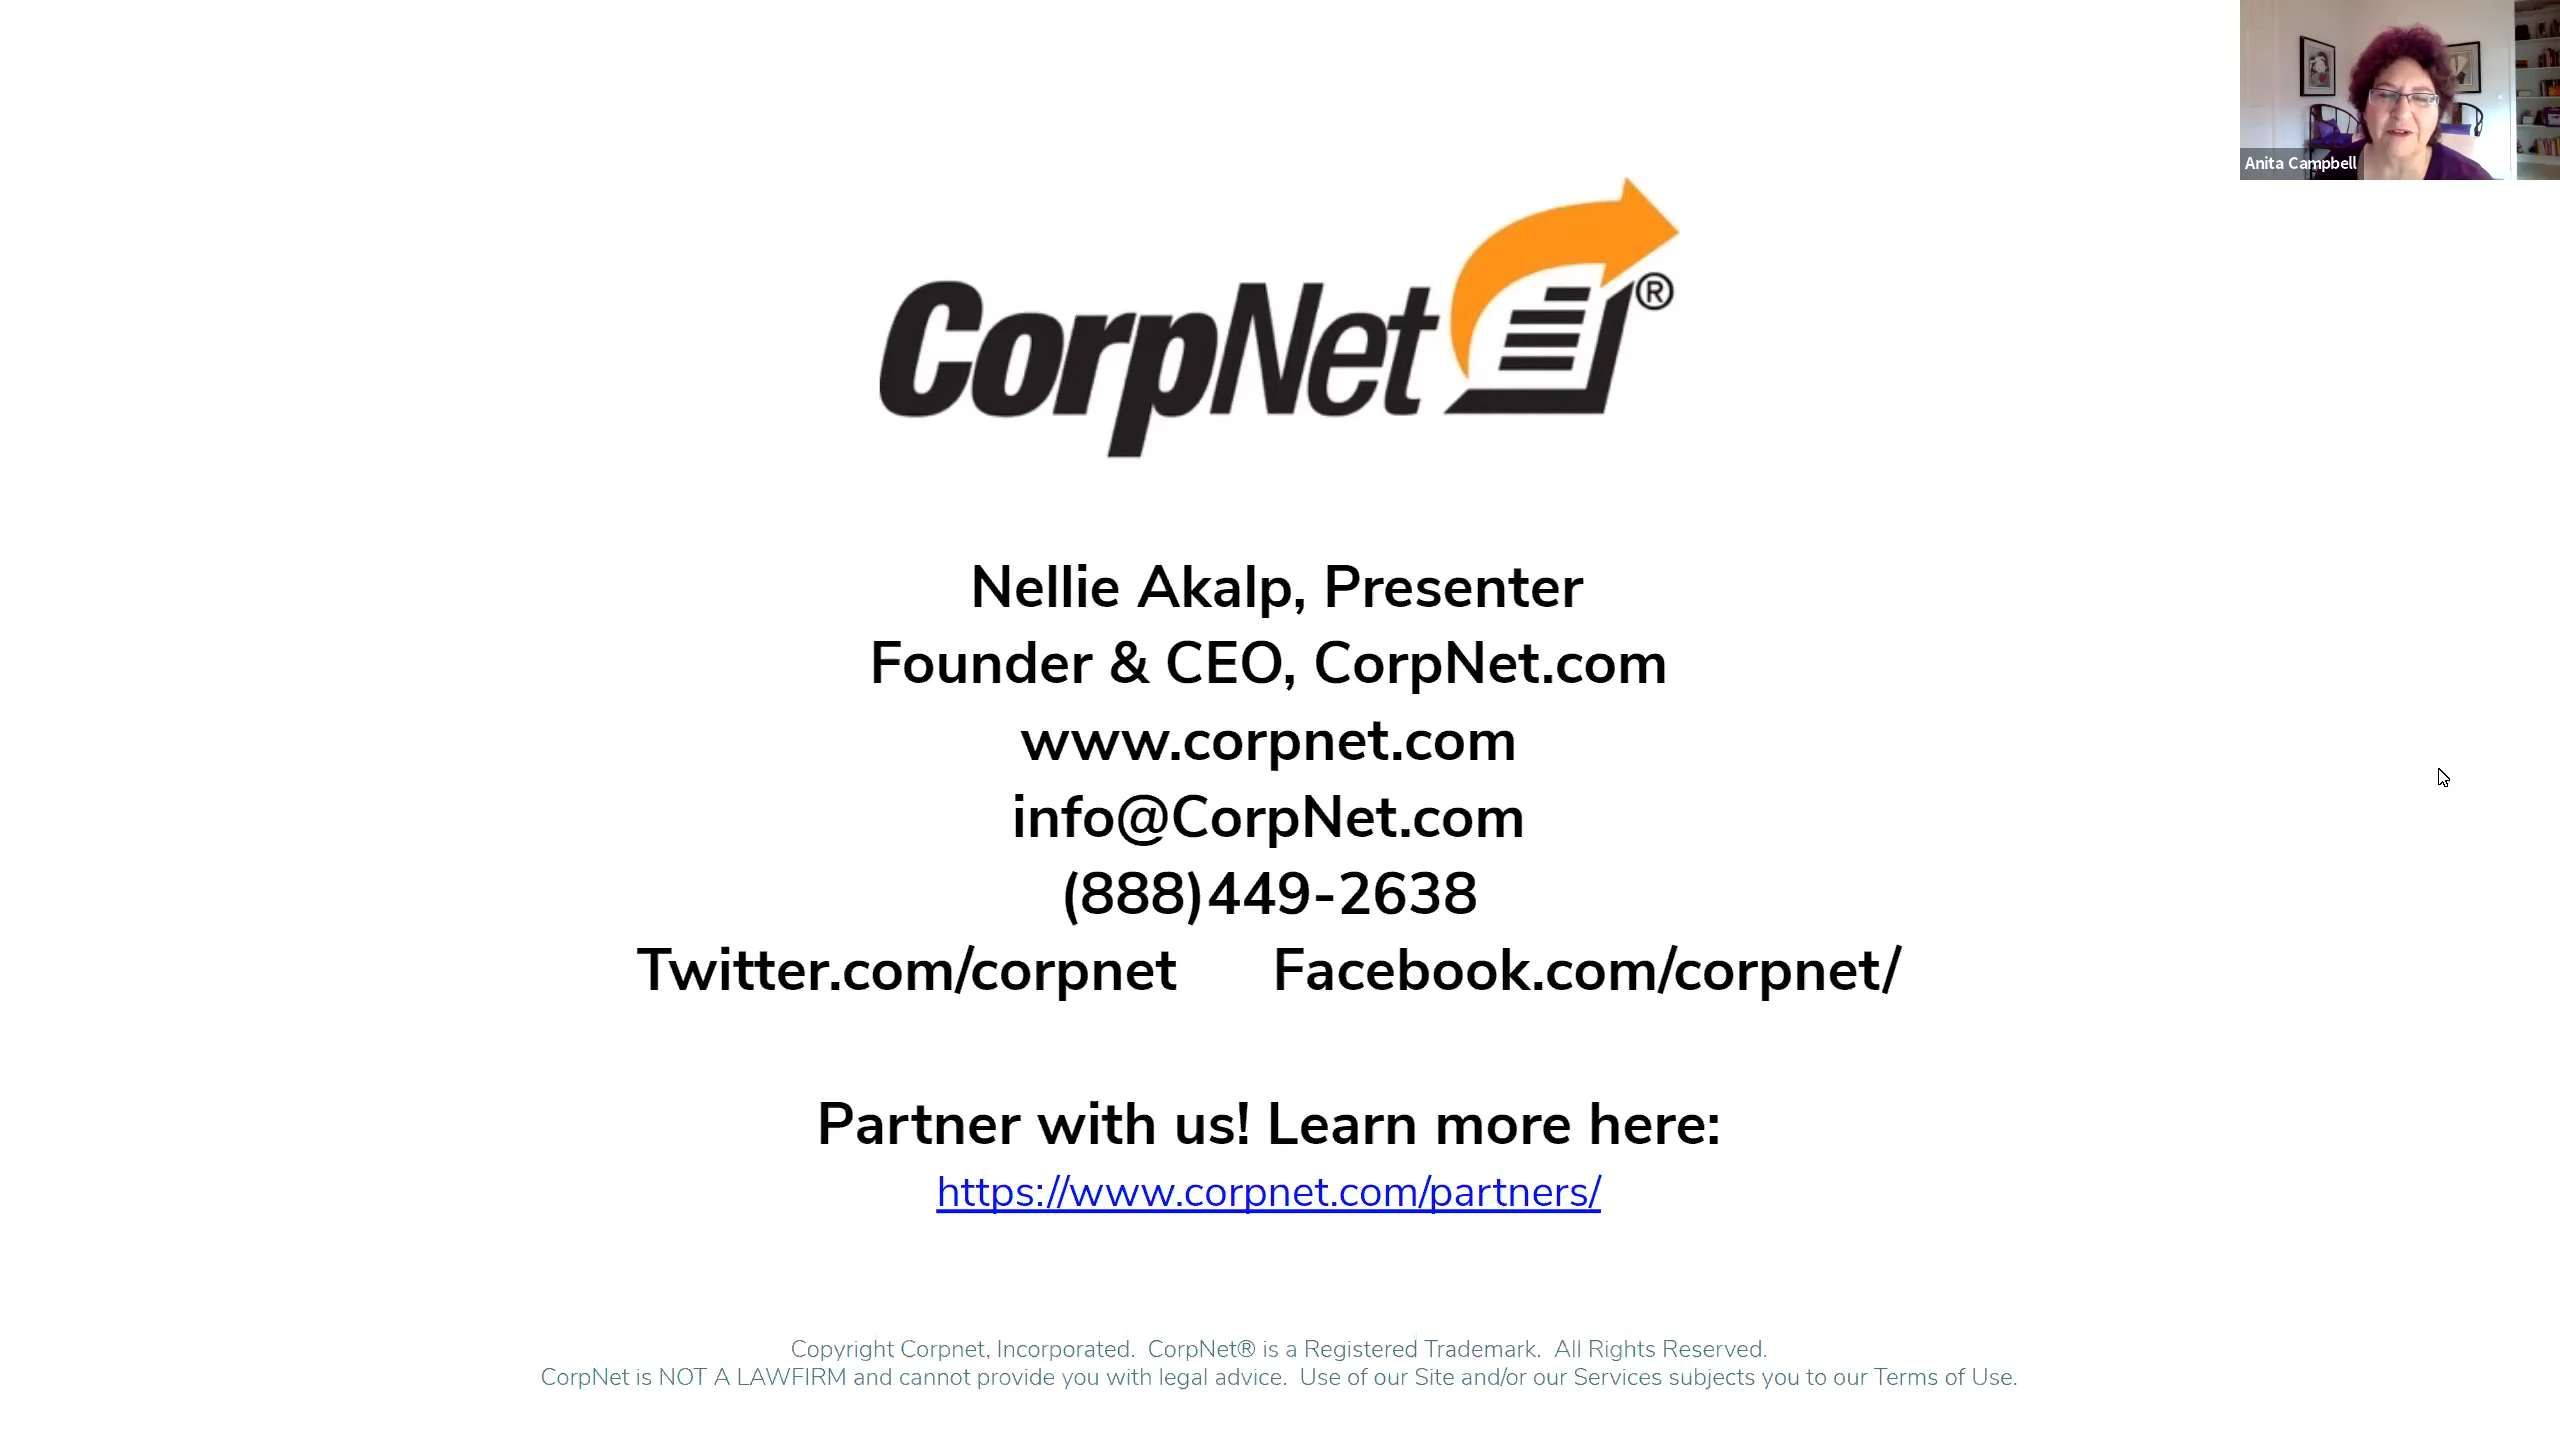 Anita Campbell
CorpNet®
Nellie Akalp, Presenter
Founder & CEO, CorpNet.com
www.corpnet.com
info@CorpNet.com
(888)449-2638
Twitter.com/corpnet Facebook.com/corpnet/
Partner with us! Learn more here:
https://www.corpnet.com/partners/
Copyright Corpnet, Incorporated. CorpNet® is a Registered Trademark. All Rights Reserved.
CorpNet is NOT A LAWFIRM and cannot provide you with legal advice. Use of our Site and/or our Services subjects you to our Terms of Use.